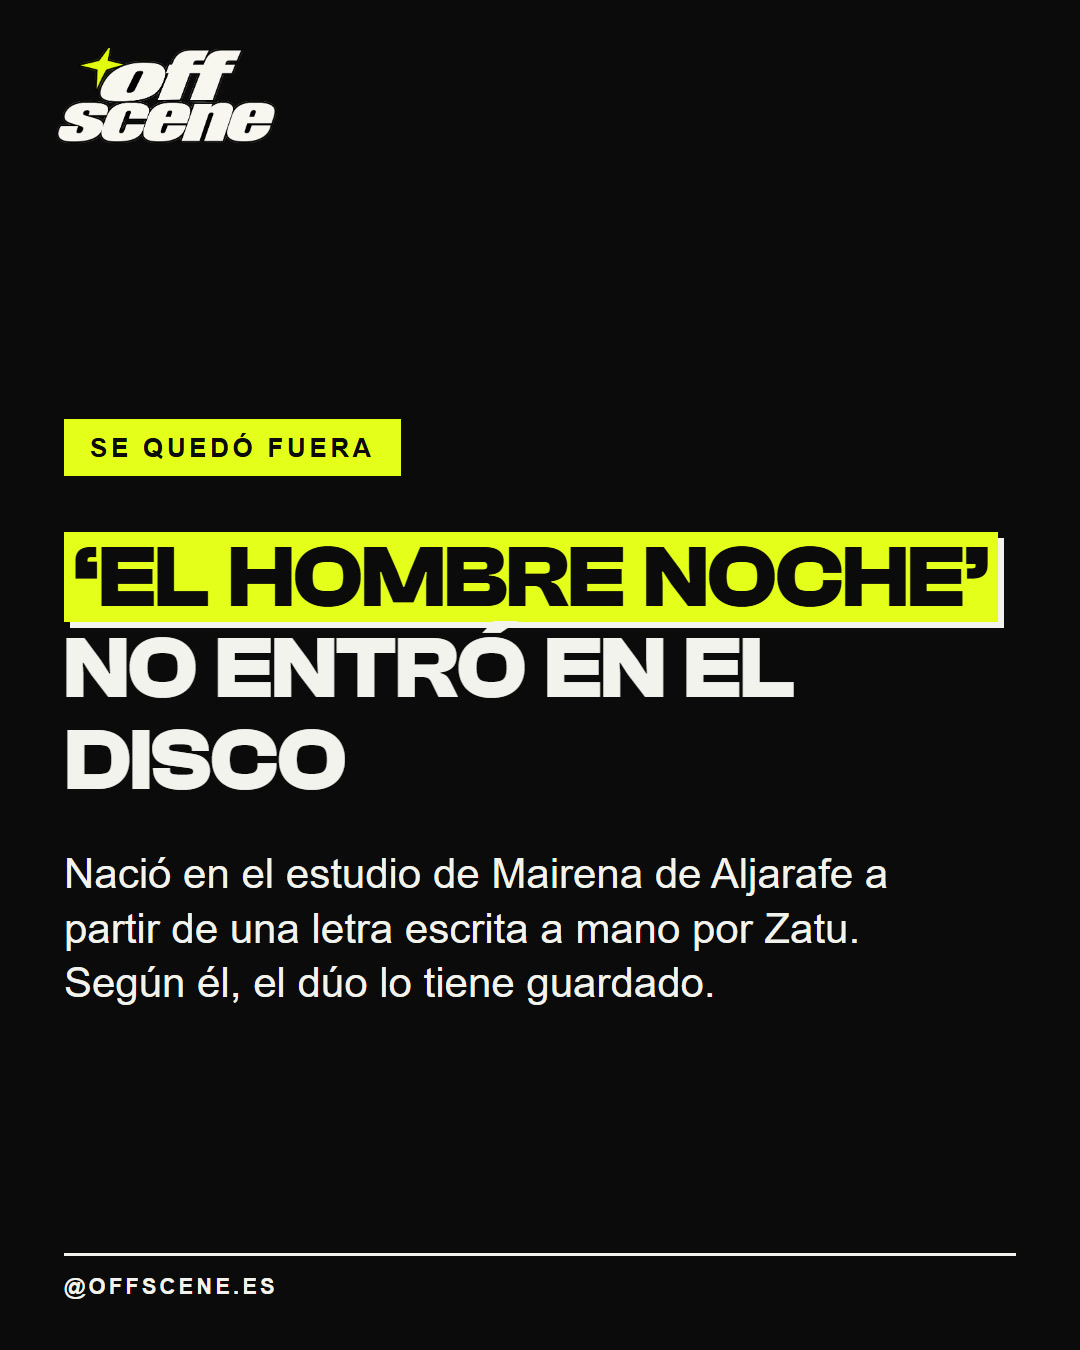 off
scene
SE QUEDÓ FUERA
‘EL HOMBRE NOCHE’
NO ENTRÓ EN EL
DISCO
Nació en el estudio de Mairena de Aljarafe a
partir de una letra escrita a mano por Zatu.
Según él, el dúo lo tiene guardado.
@OFFSCENE.ES